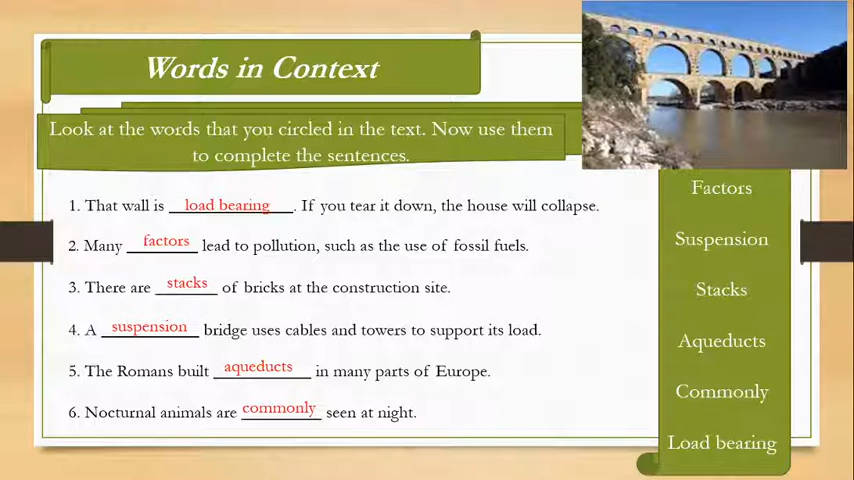 Words in Context
Look at the words that you circled in the text. Now use them
to complete the sentences.
1. That wall is load bearing. If you tear it down, the house will collapse.
2. Many factors lead to pollution, such as the use of fossil fuels.
3. There are stacks of bricks at the construction site.
4. A suspension bridge uses cables and towers to support its load.
5. The Romans built aqueducts in many parts of Europe.
6. Nocturnal animals are commonly seen at night.
Factors
Suspension
Stacks
Aqueducts
Commonly
Load bearing